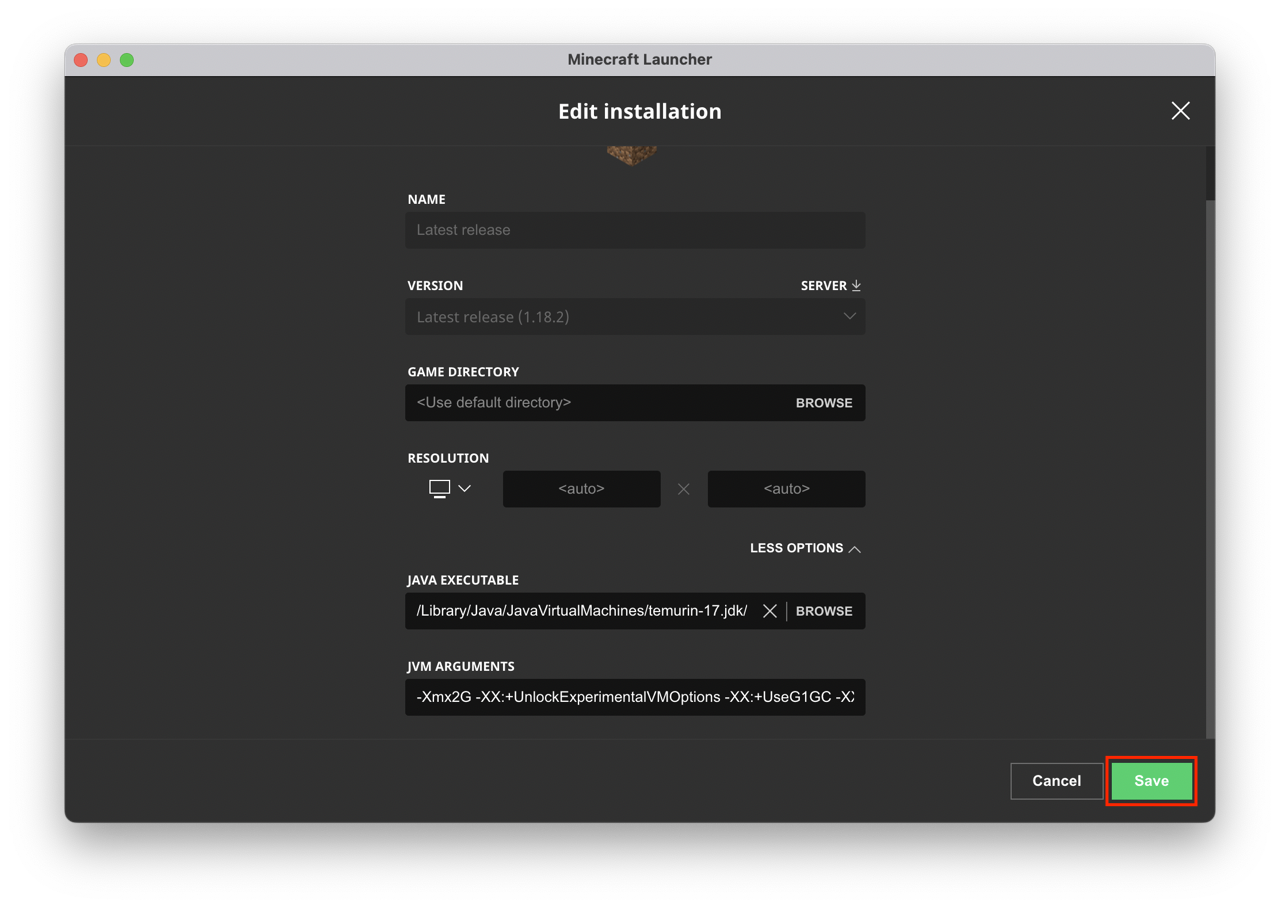 Minecraft Launcher
Edit installation
NAME
Latest release
VERSION
SERVER
Latest release (1.18.2)
GAME DIRECTORY
<Use default directory>
BROWSE
RESOLUTION
<auto>
<auto>
LESS OPTIONS
JAVA EXECUTABLE
/Library/Java/JavaVirtualMachines/temurin-17.jdk/
BROWSE
JVM ARGUMENTS
-Xmx2G -XX:+UnlockExperimentalVMOptions -XX:+UseG1GC -XX
Cancel
Save